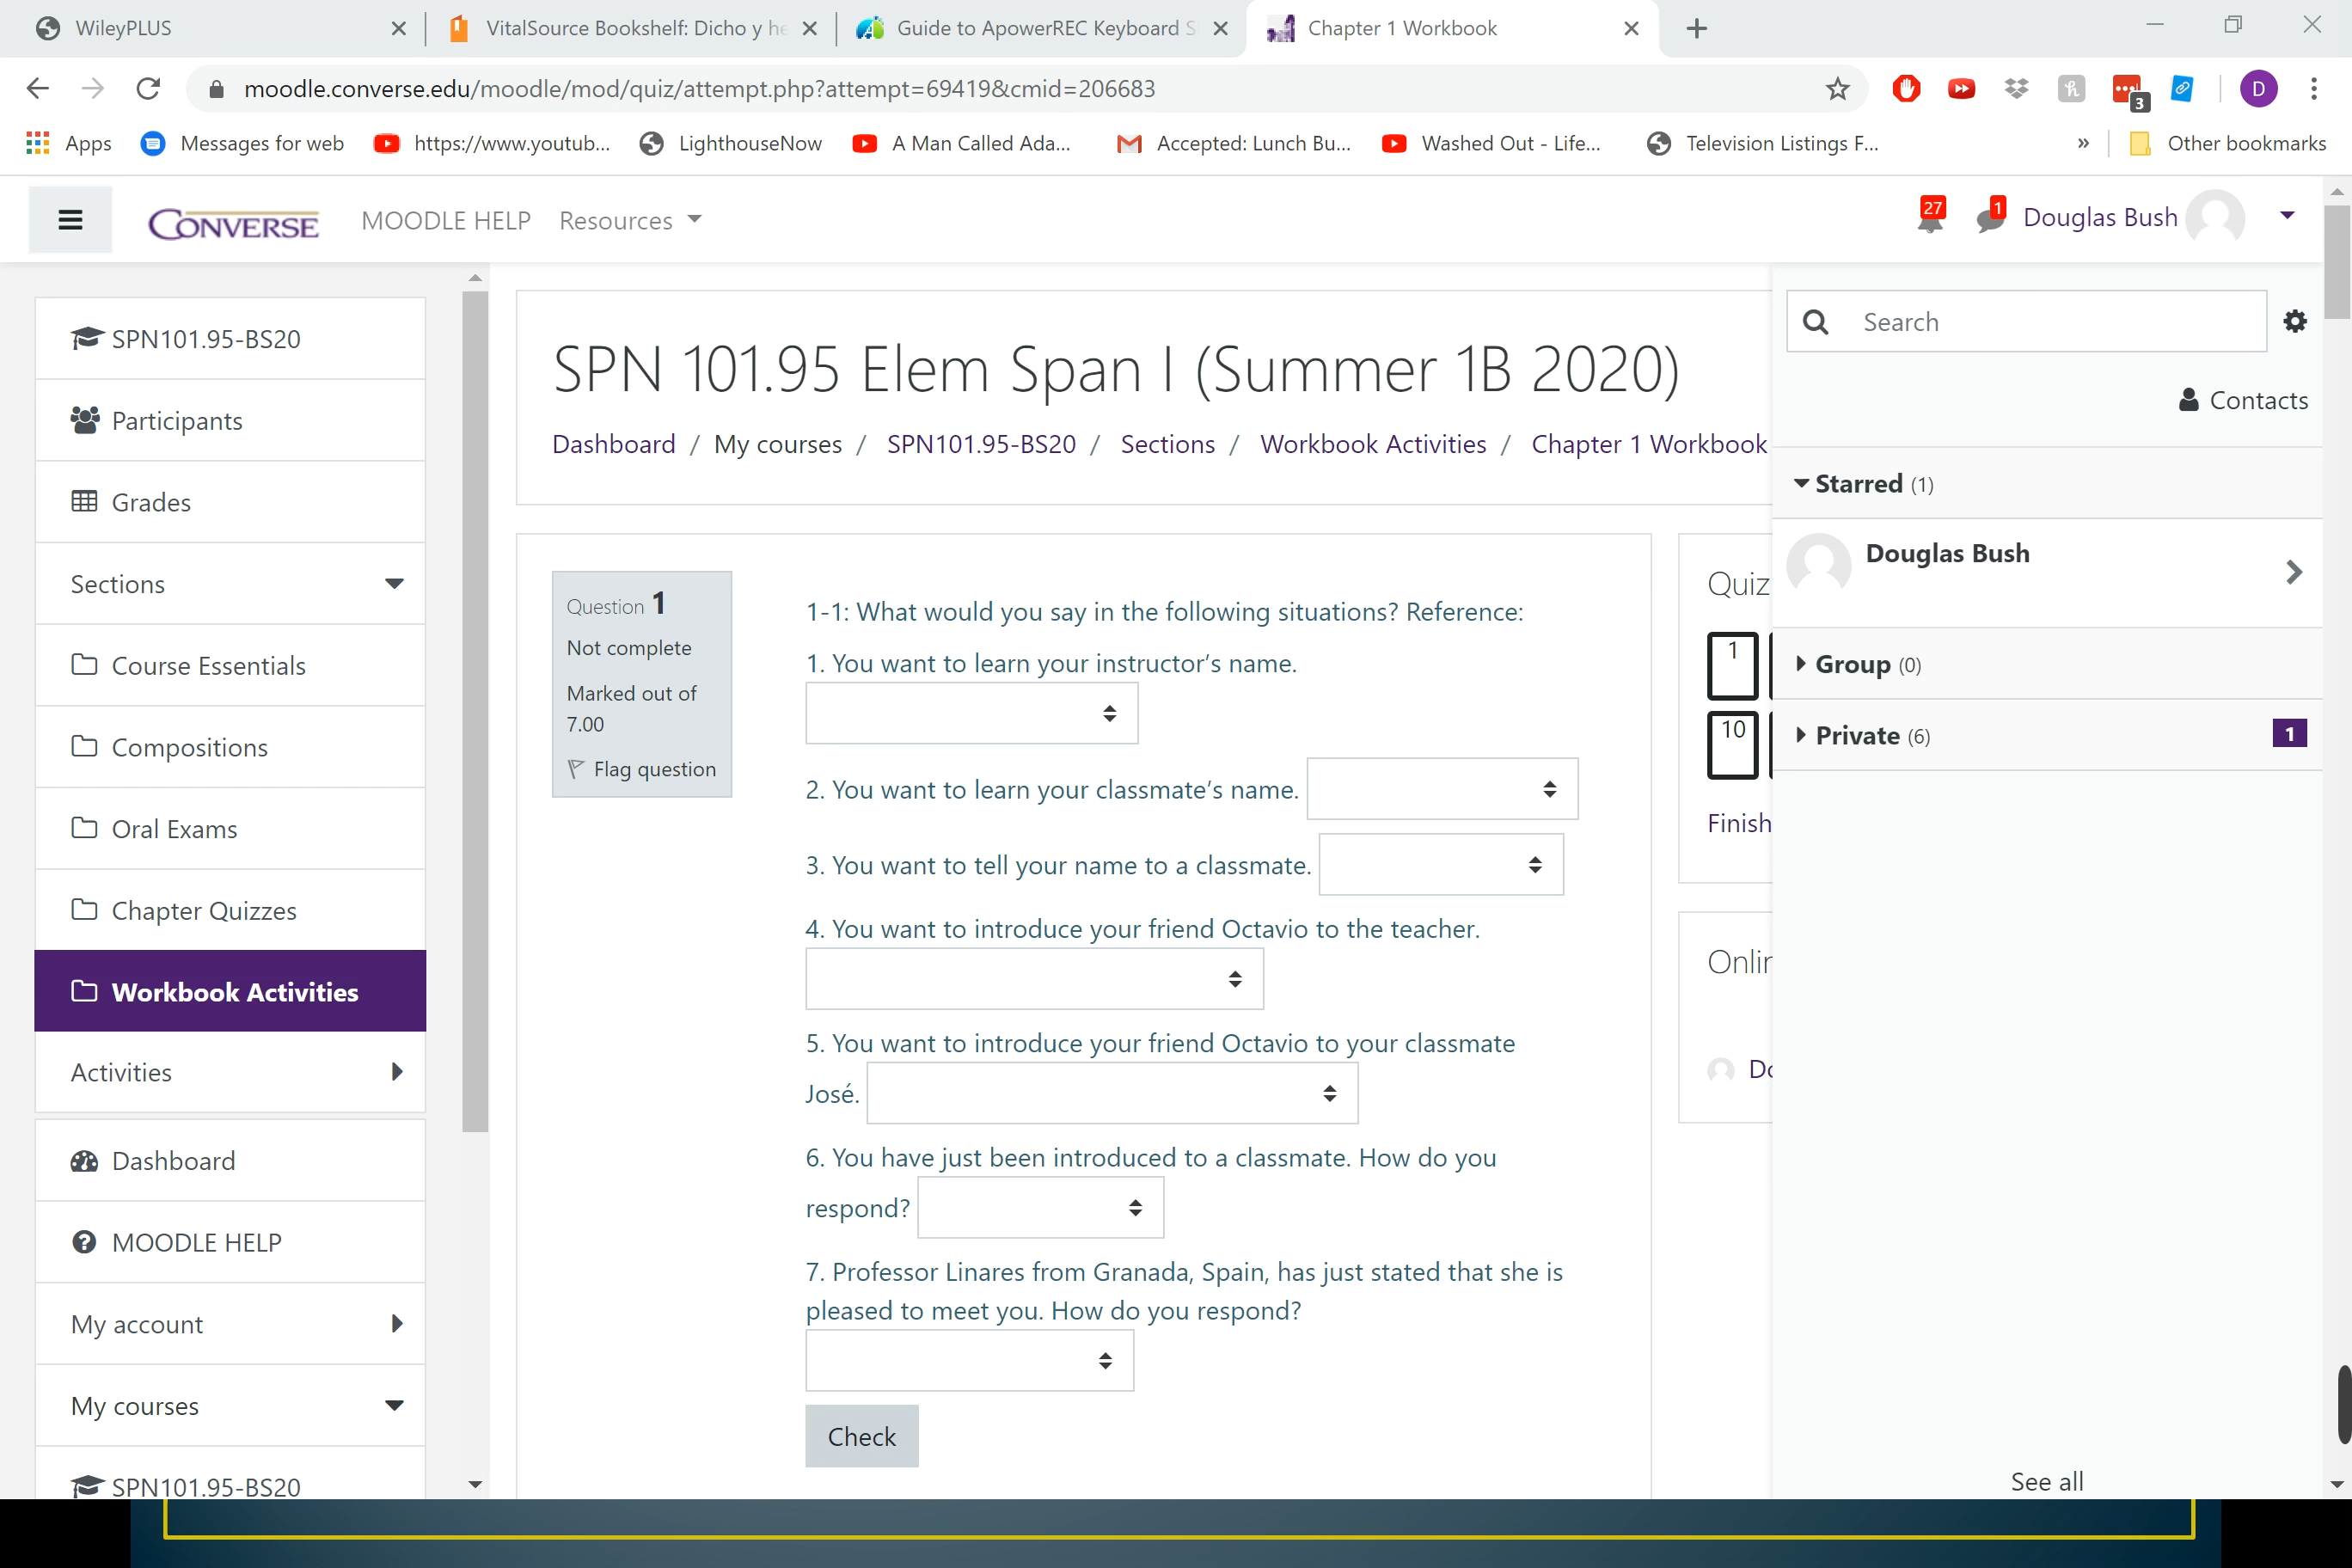 WileyPLUS
VitalSource Bookshelf: Dicho y he
Guide to ApowerREC Keyboard S
Chapter 1 Workbook
moodle.converse.edu/moodle/mod/quiz/attempt.php?attempt=69419&cmid=206683
3
D
Apps
Messages for web
https://www.youtub...
LighthouseNow
A Man Called Ada...
Accepted: Lunch Bu...
Washed Out - Life...
Television Listings F...
»
Other bookmarks
CONVERSE
MOODLE HELP
Resources
27
1
Douglas Bush
SPN101.95-BS20
Participants
Grades
Sections
Course Essentials
Compositions
Oral Exams
Chapter Quizzes
Workbook Activities
Activities
Dashboard
MOODLE HELP
My account
My courses
SPN101.95-BS20
SPN 101.95 Elem Span I (Summer 1B 2020)
Dashboard / My courses / SPN101.95-BS20 / Sections / Workbook Activities / Chapter 1 Workbook
Question 1
Not complete
Marked out of
7.00
Flag question
1-1: What would you say in the following situations? Reference:
1. You want to learn your instructor's name.
2. You want to learn your classmate's name.
3. You want to tell your name to a classmate.
4. You want to introduce your friend Octavio to the teacher.
5. You want to introduce your friend Octavio to your classmate
José.
6. You have just been introduced to a classmate. How do you
respond?
7. Professor Linares from Granada, Spain, has just stated that she is
pleased to meet you. How do you respond?
Check
Quiz
1
10
Finish
Onlin
Do
Search
Contacts
Starred (1)
Douglas Bush
Group (0)
Private (6)
1
See all